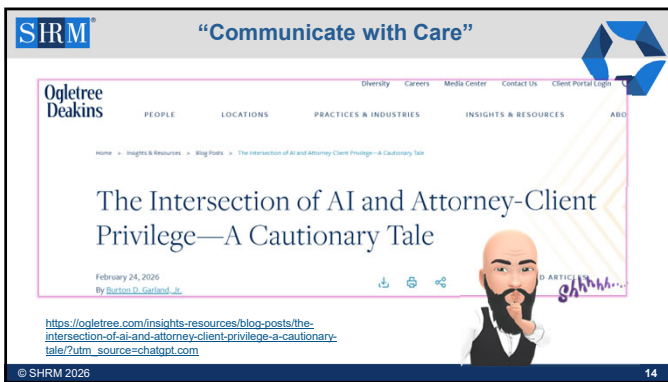 SHRM®
“Communicate with Care”
Ogletree
Deakins
Diversity Careers Media Center Contact Us Client Portal Login
PEOPLE LOCATIONS PRACTICES & INDUSTRIES INSIGHTS & RESOURCES ABO
Home > Insights & Resources > Blog Posts > The Intersection of AI and Attorney-Client Privilege—A Cautionary Tale
The Intersection of AI and Attorney-Client
Privilege—A Cautionary Tale
February 24, 2026
By Burton D. Garland, Jr.
D ARTICLES
Shhhhh...
https://ogletree.com/insights-resources/blog-posts/the-
intersection-of-ai-and-attorney-client-privilege-a-cautionary-
tale/?utm_source=chatgpt.com
© SHRM 2026
14